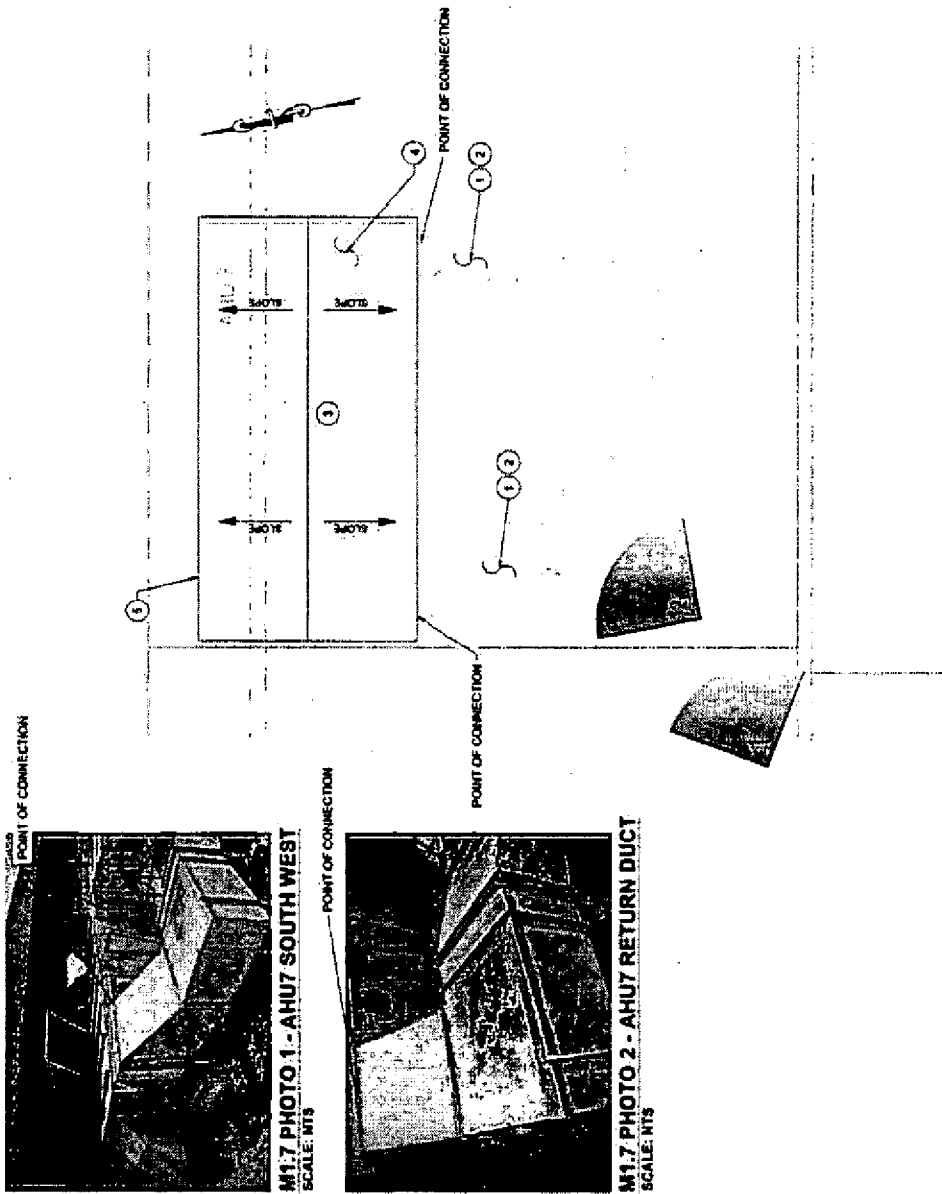 POINT OF CONNECTION
M1.7 PHOTO 1 - AHU7 SOUTH WEST
SCALE: NTS
POINT OF CONNECTION
M1.7 PHOTO 2 - AHU7 RETURN DUCT
SCALE: NTS
5
SLOPE
SLOPE
SLOPE
SLOPE
3
4
POINT OF CONNECTION
1 2
1 2
POINT OF CONNECTION